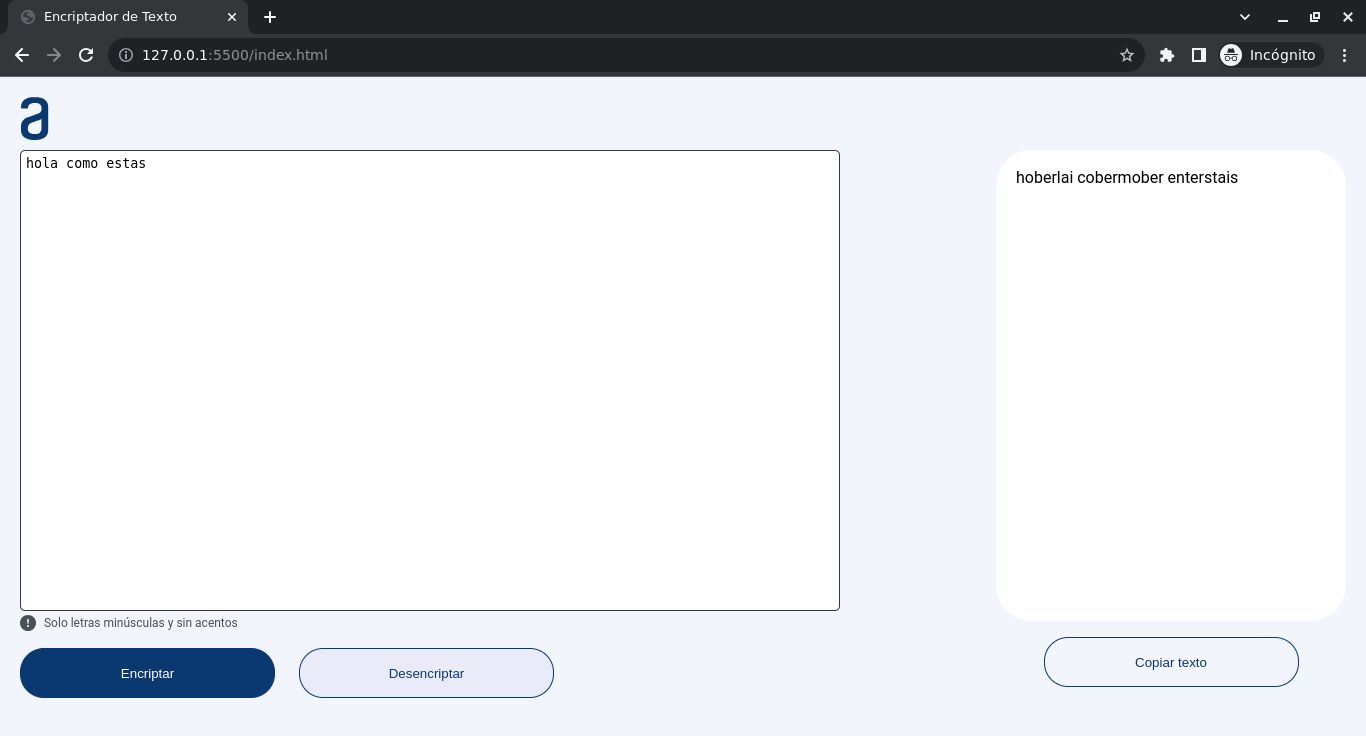 Encriptador de Texto
127.0.0.1:5500/index.html
Incógnito
a
hola como estas
hoberlai cobermober enterstais
Solo letras minúsculas y sin acentos
Encriptar
Desencriptar
Copiar texto